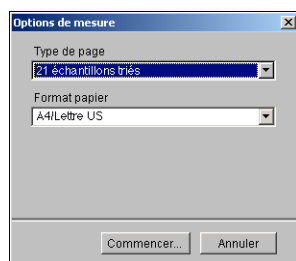 Options de mesure
Type de page
21 échantillons triés
Format papier
A4/Lettre US
Commencer... Annuler